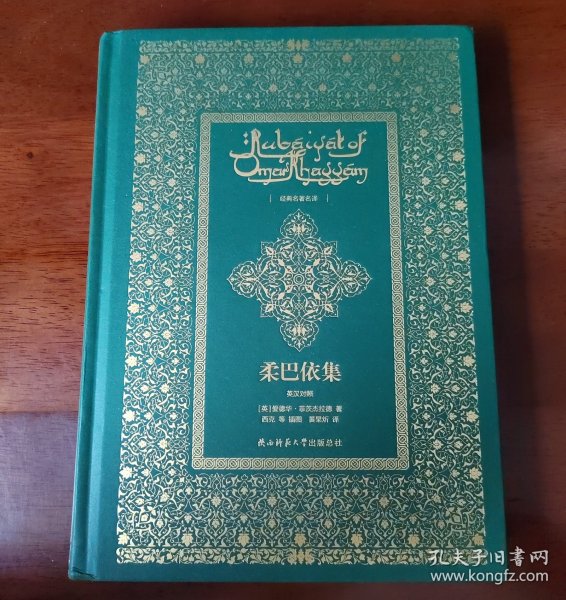 Rubáiyát of
Omar Khayyám
经典名著名译
柔巴依集
英汉对照
[英]爱德华·菲茨杰拉德 著
西克 等 插图 黄杲炘 译
陕西师范大学出版总社
孔夫子旧书网
www.kongfz.com